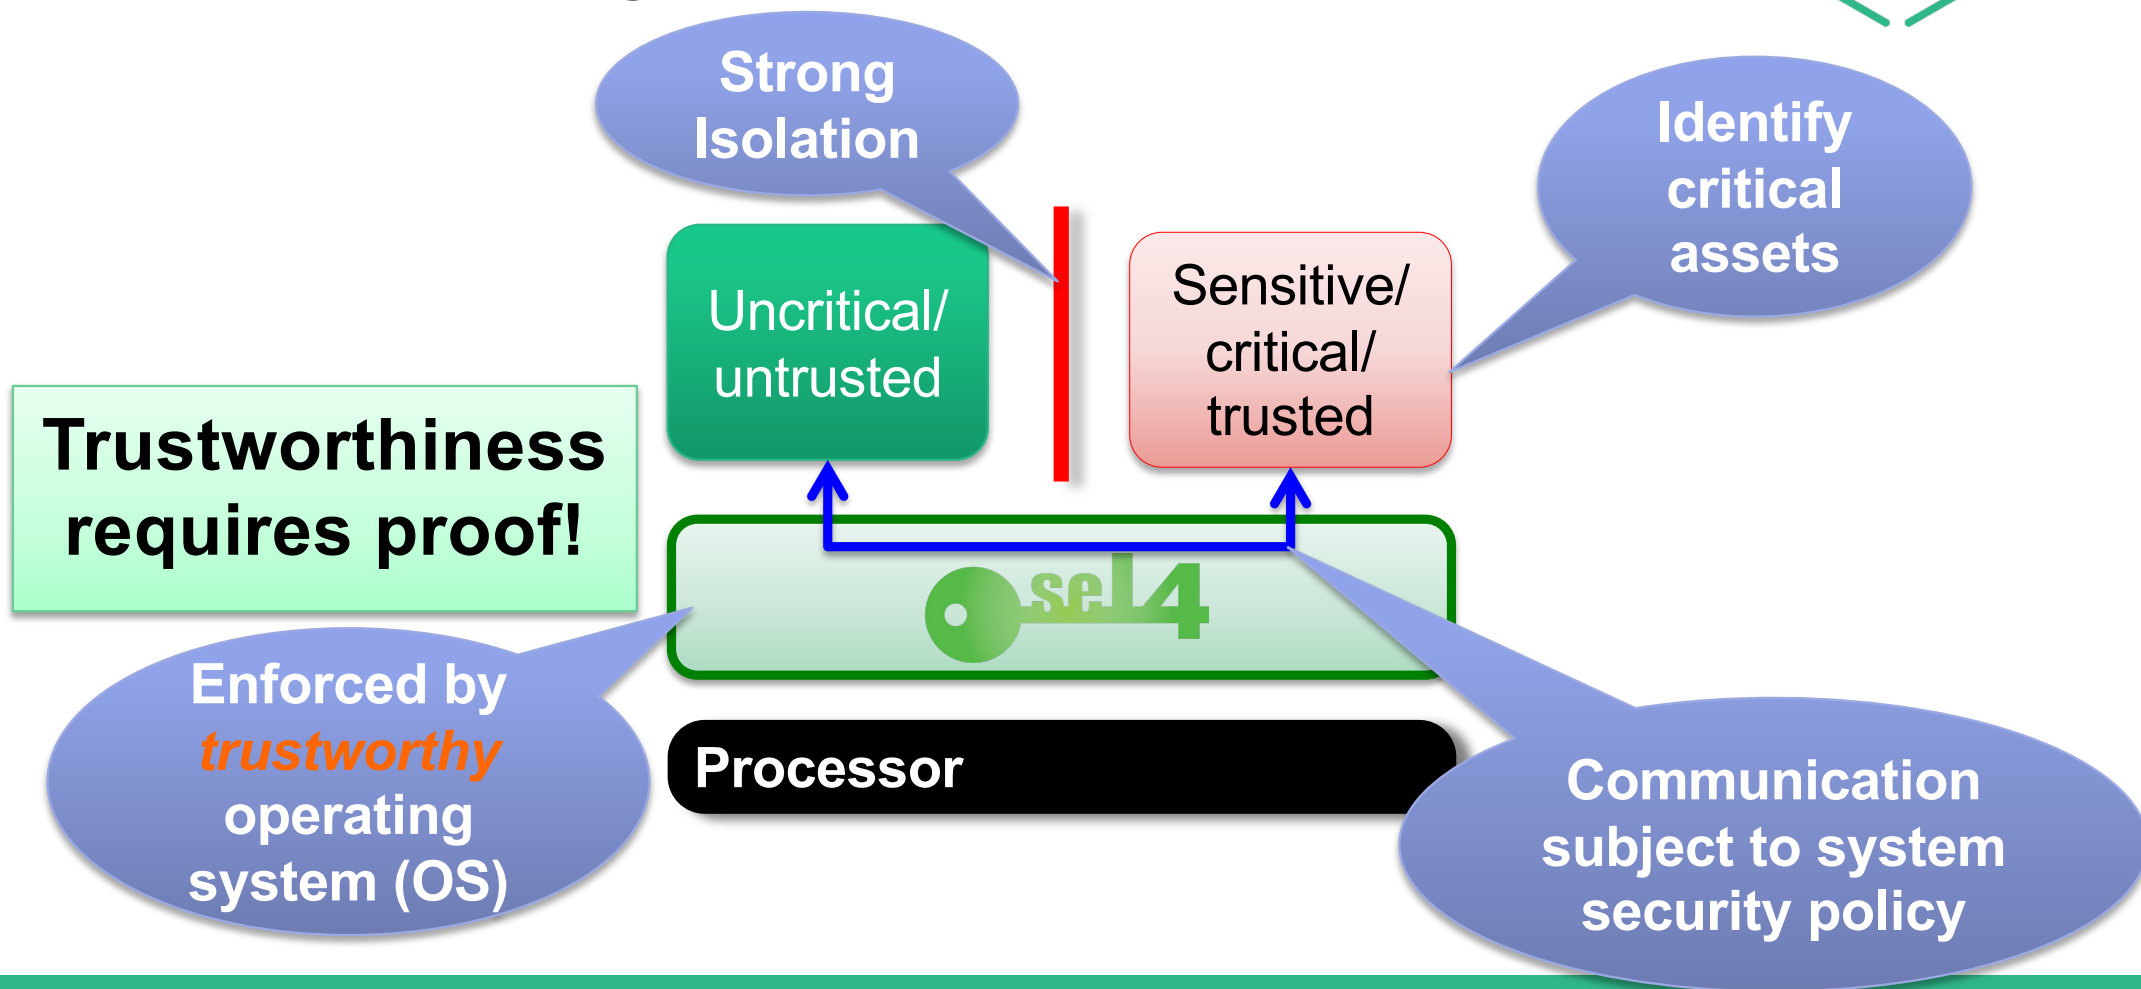 Strong
Isolation
Identify
critical
assets
Uncritical/
untrusted
Sensitive/
critical/
trusted
Trustworthiness
requires proof!
seL4
Enforced by
trustworthy
operating
system (OS)
Processor
Communication
subject to system
security policy